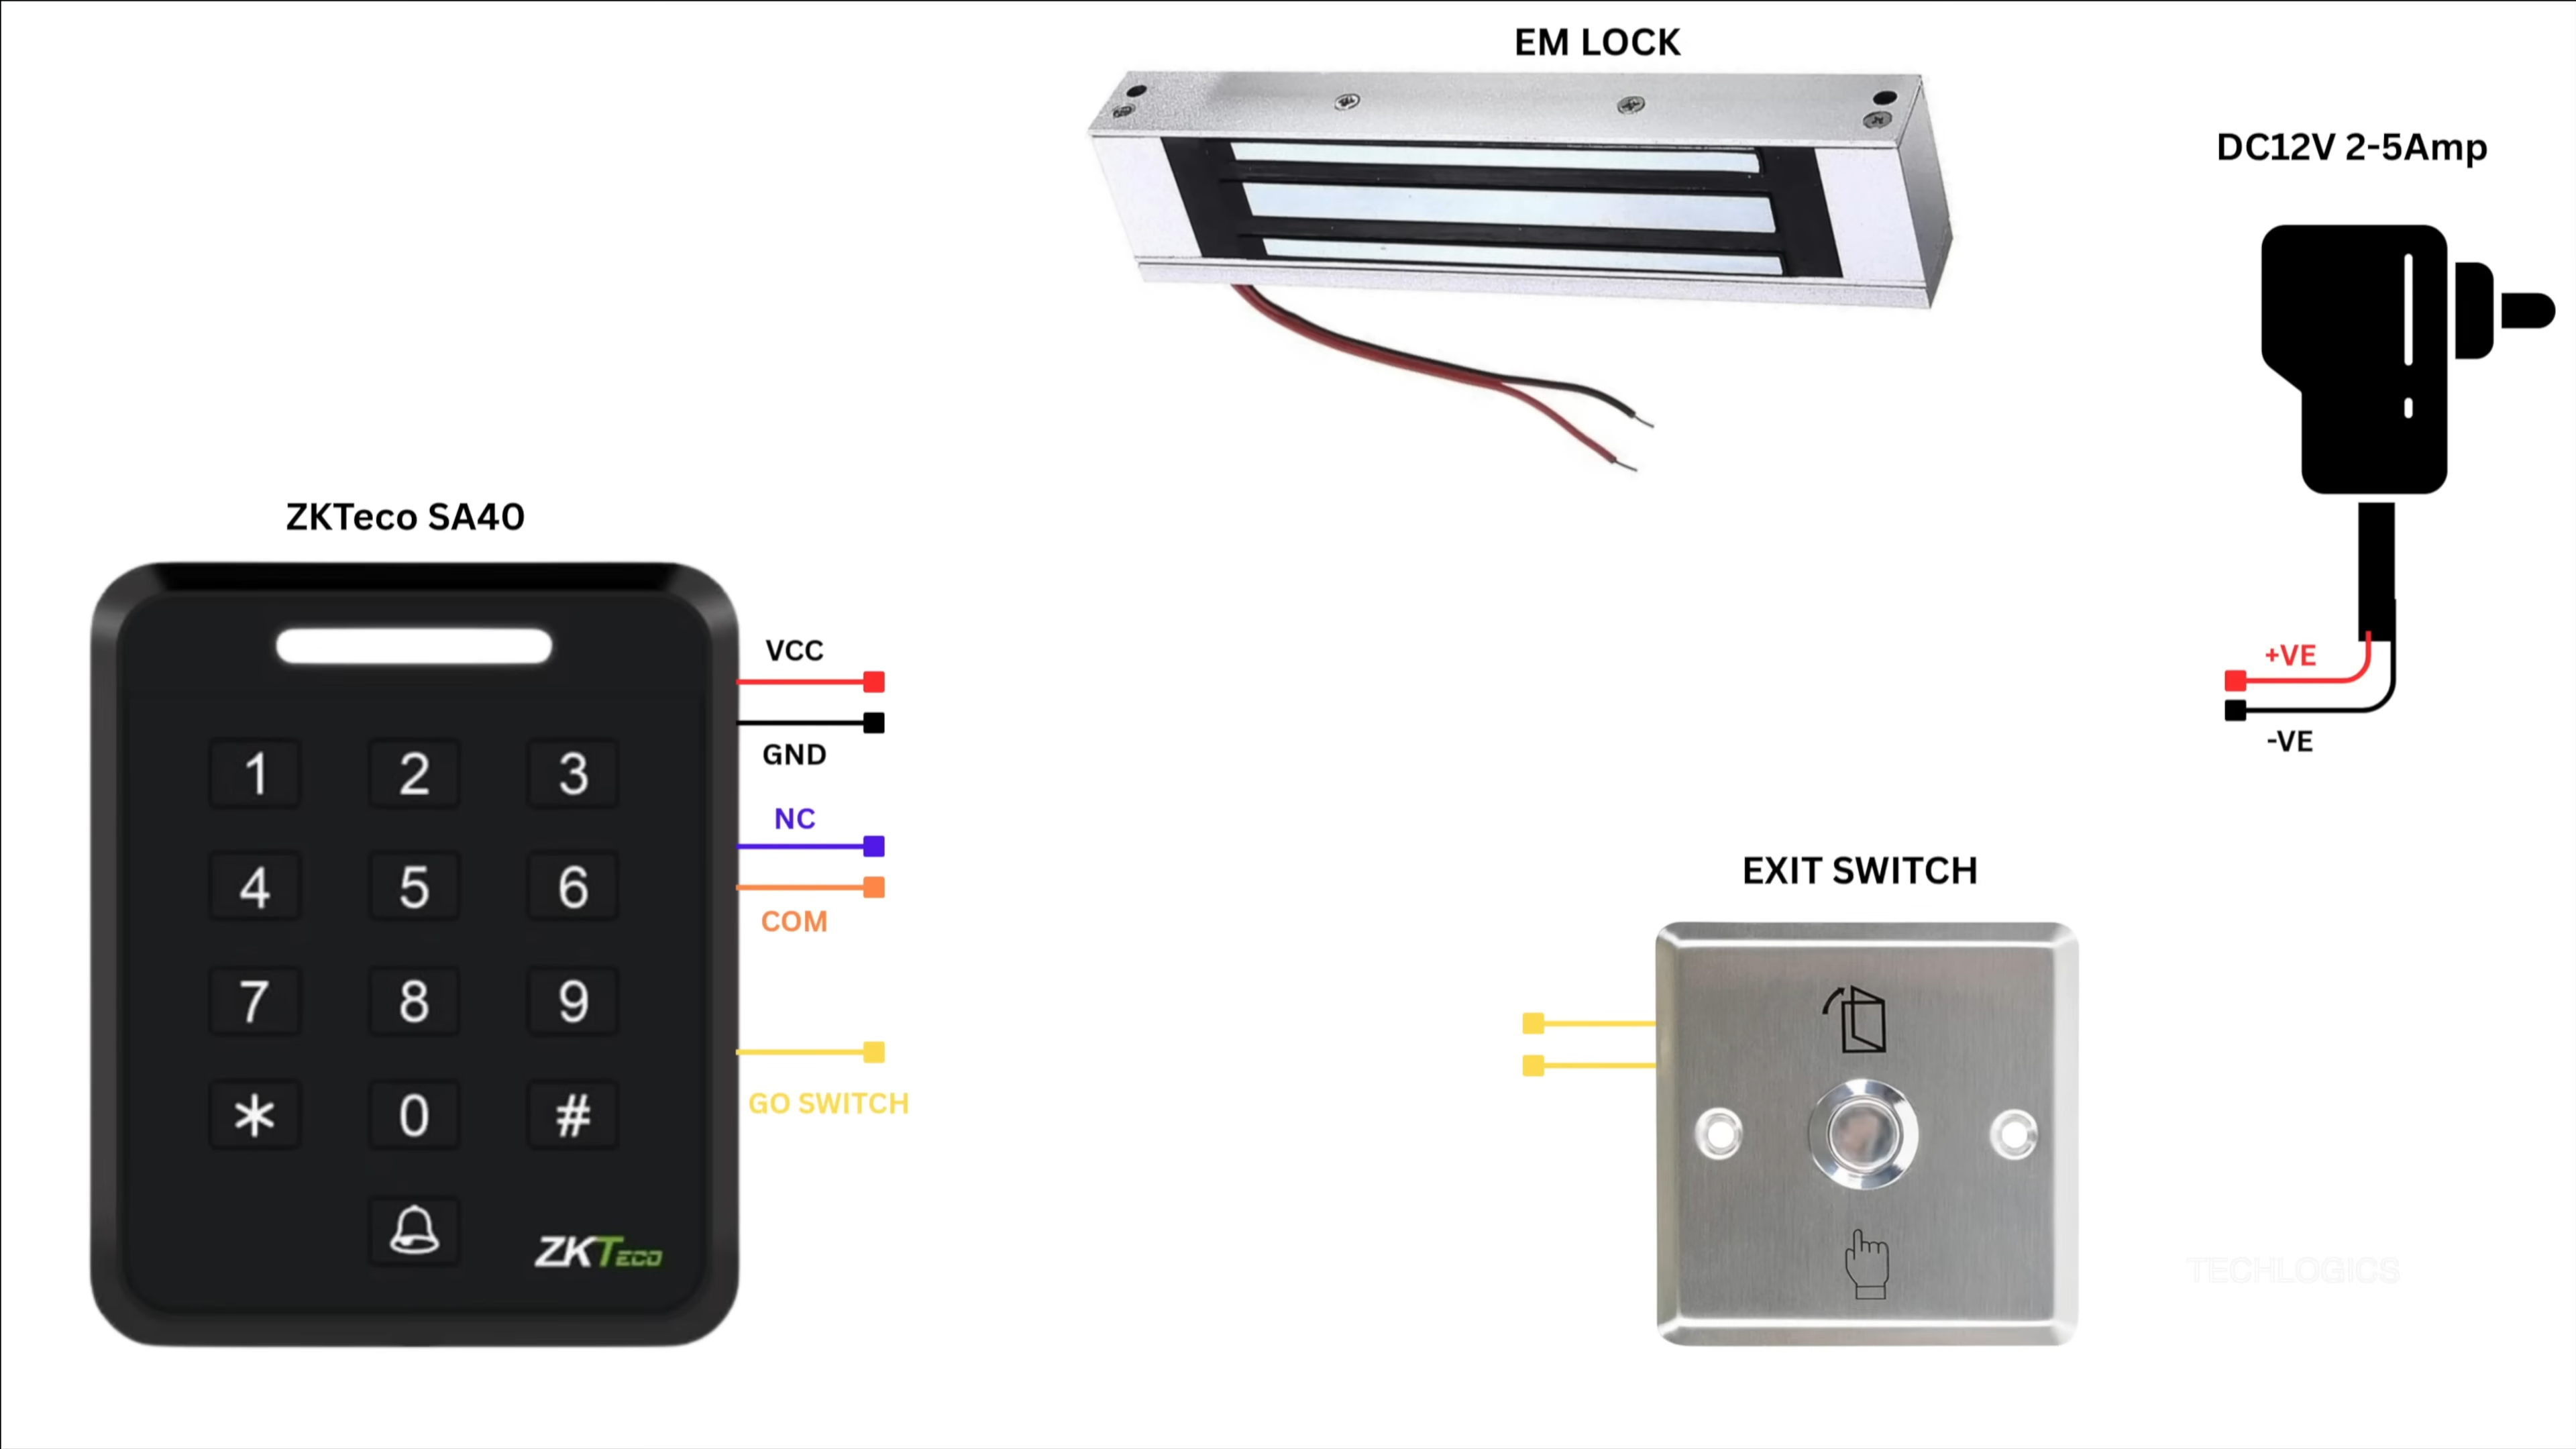 EM LOCK
DC12V 2-5Amp
ZKTeco SA40
VCC
+VE
-VE
GND
1 2 3
NC
4 5 6
COM
EXIT SWITCH
7 8 9
GO SWITCH
* 0 #
ZKTECO
TECHLOGICS